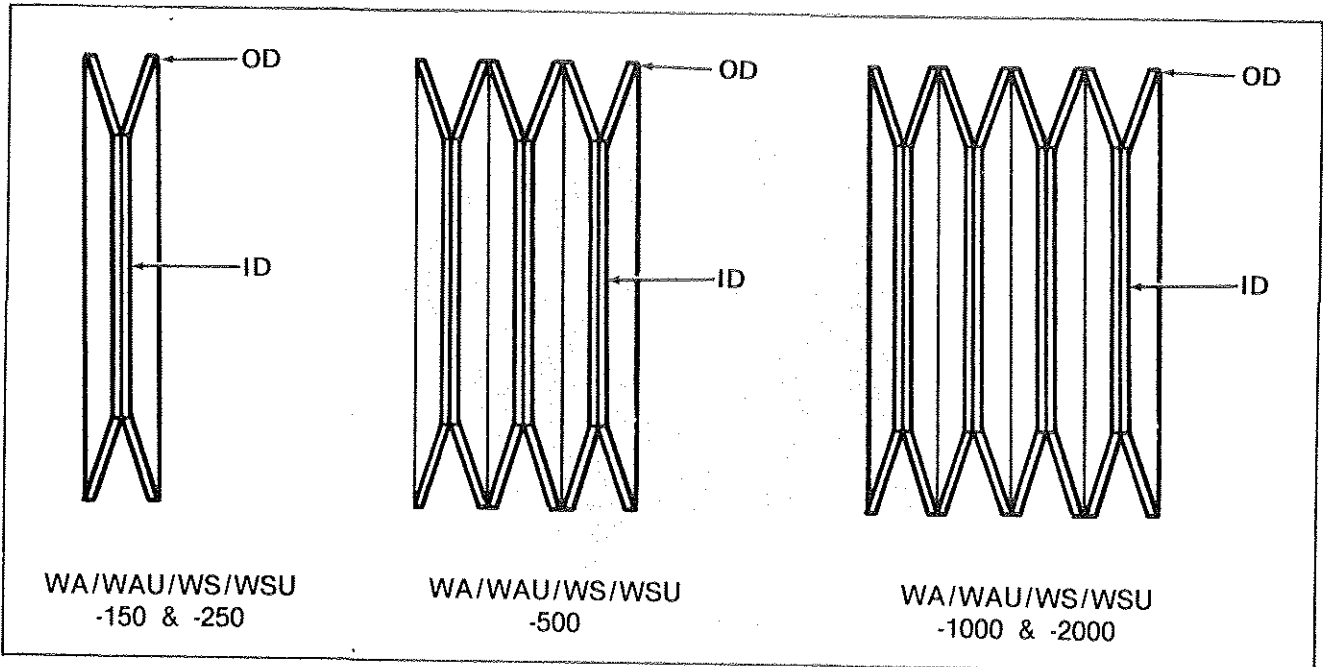 OD
ID
WA/WAU/WS/WSU
-150 & -250
OD
ID
WA/WAU/WS/WSU
-500
OD
ID
WA/WAU/WS/WSU
-1000 & -2000